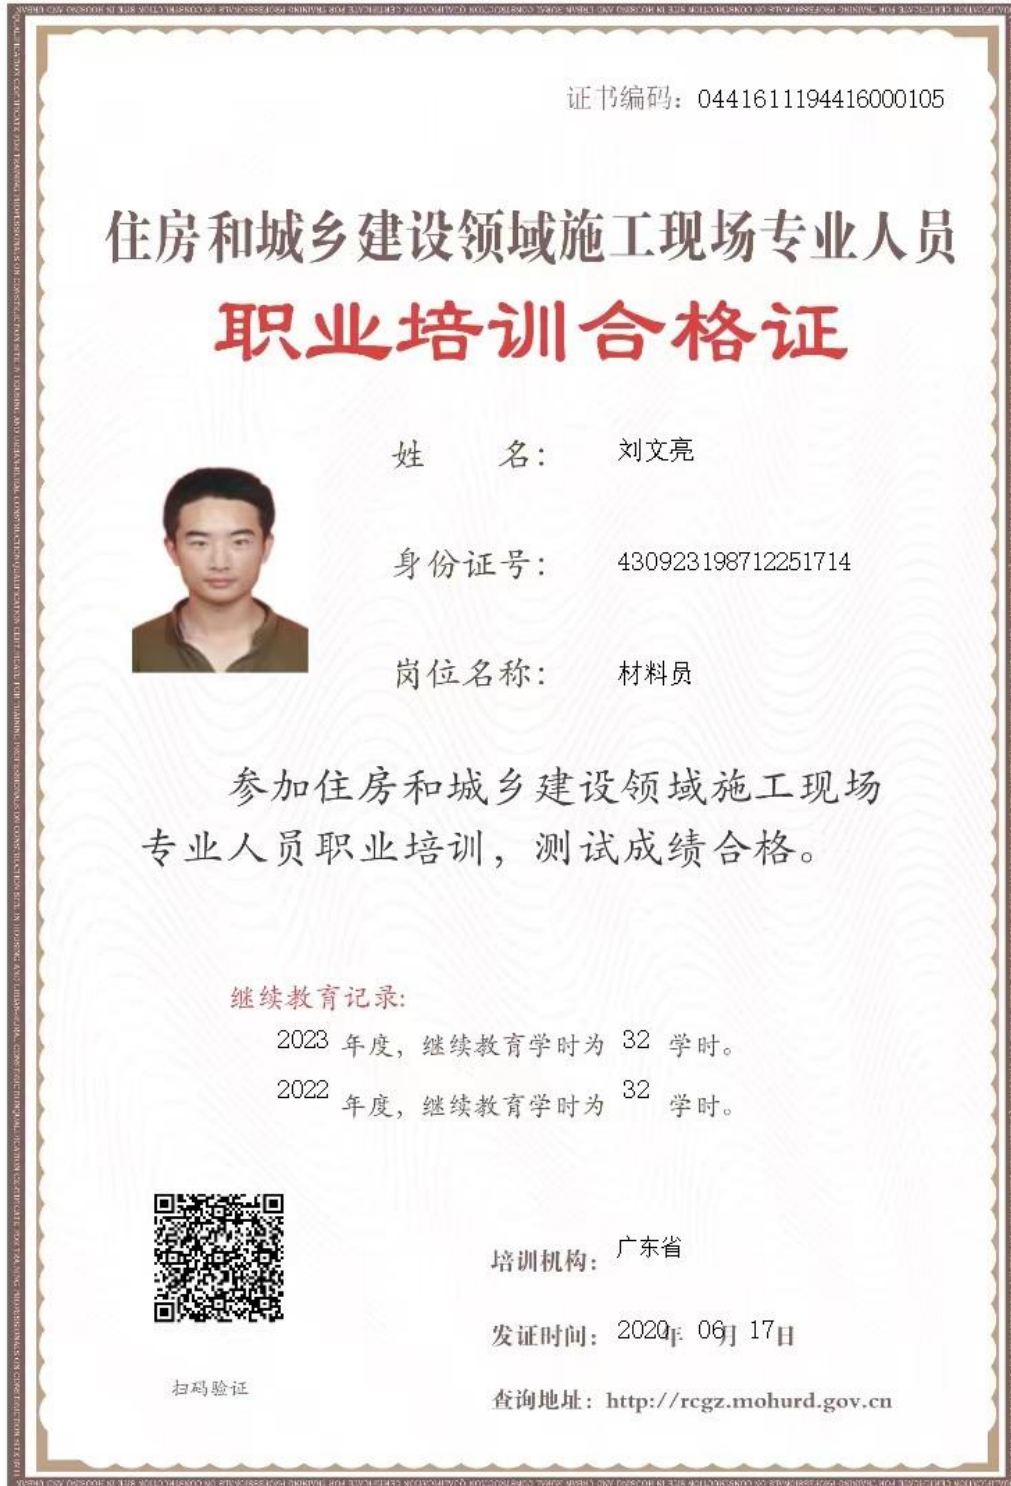 证书编码：0441611194416000105
住房和城乡建设领域施工现场专业人员
职业培训合格证
姓 名： 刘文亮
身份证号： 430923198712251714
岗位名称： 材料员
参加住房和城乡建设领域施工现场
专业人员职业培训，测试成绩合格。
继续教育记录:
2023 年度，继续教育学时为 32 学时。
2022 年度，继续教育学时为 32 学时。
培训机构： 广东省
发证时间： 2020年 06月 17日
扫码验证
查询地址：http://rcgz.mohurd.gov.cn